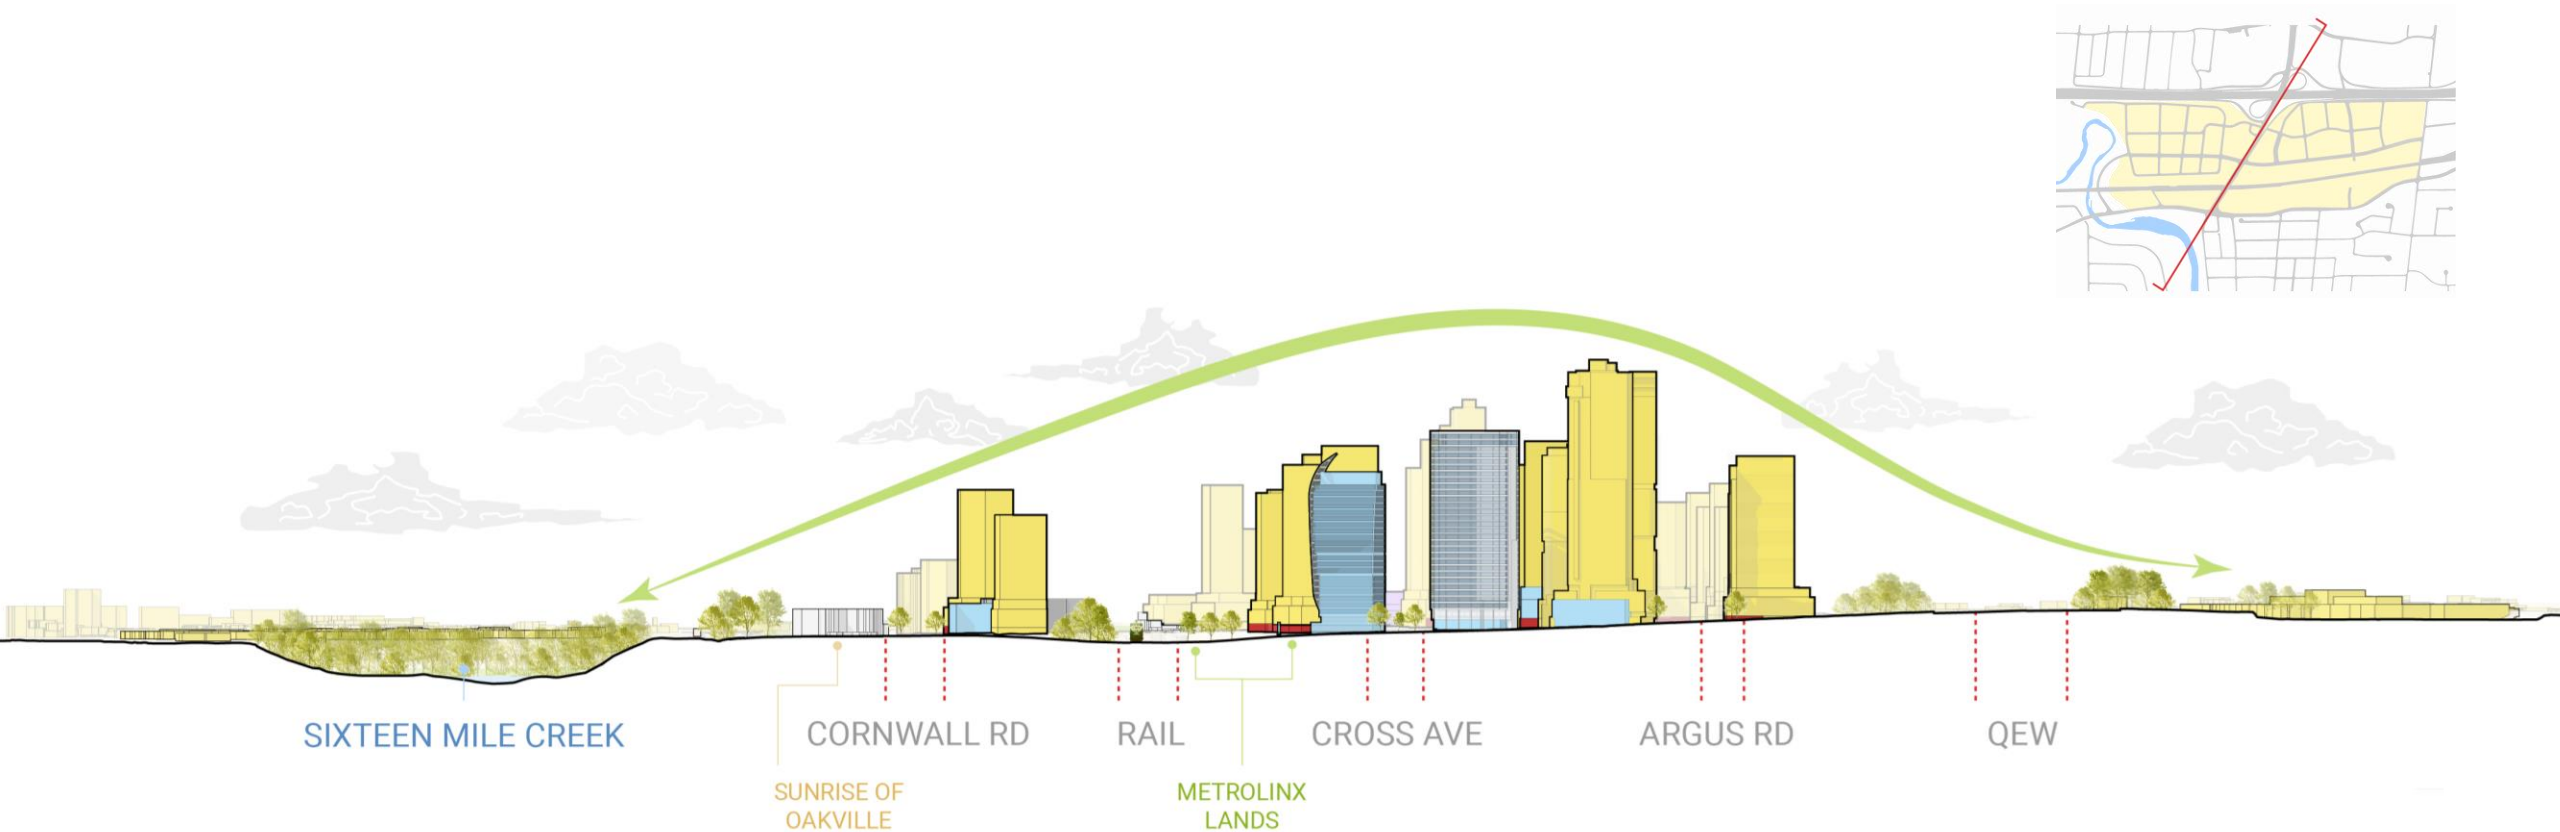 SIXTEEN MILE CREEK
CORNWALL RD
RAIL
CROSS AVE
ARGUS RD
QEW
SUNRISE OF
OAKVILLE
METROLINX
LANDS